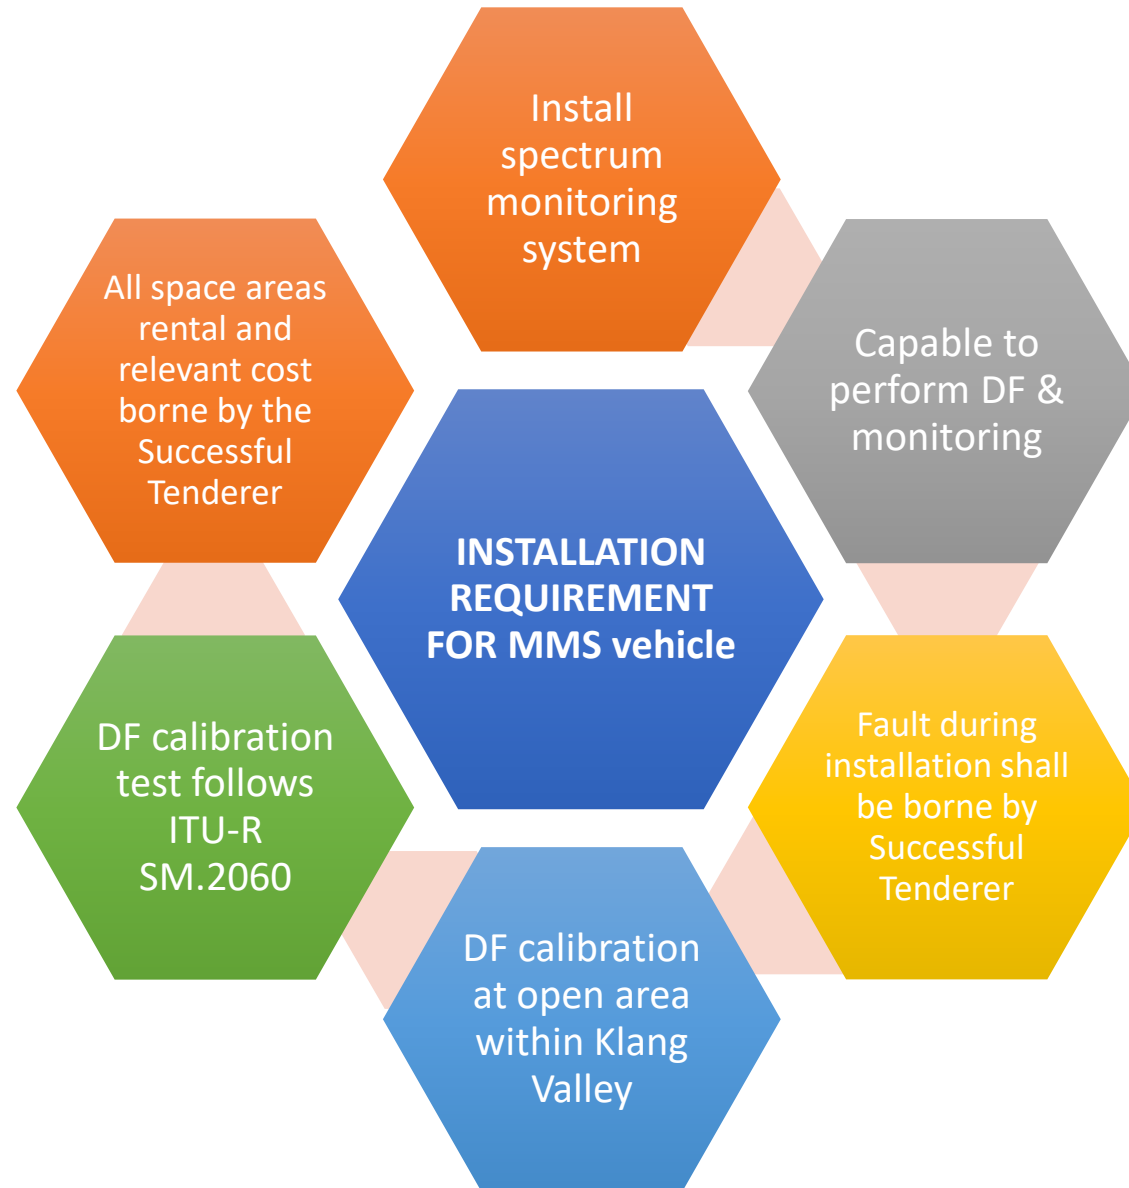 Install
spectrum
monitoring
system
Capable to
perform DF &
monitoring
Fault during
installation shall
be borne by
Successful
Tenderer
DF calibration
at open area
within Klang
Valley
DF calibration
test follows
ITU-R
SM.2060
All space areas
rental and
relevant cost
borne by the
Successful
Tenderer
INSTALLATION
REQUIREMENT
FOR MMS vehicle